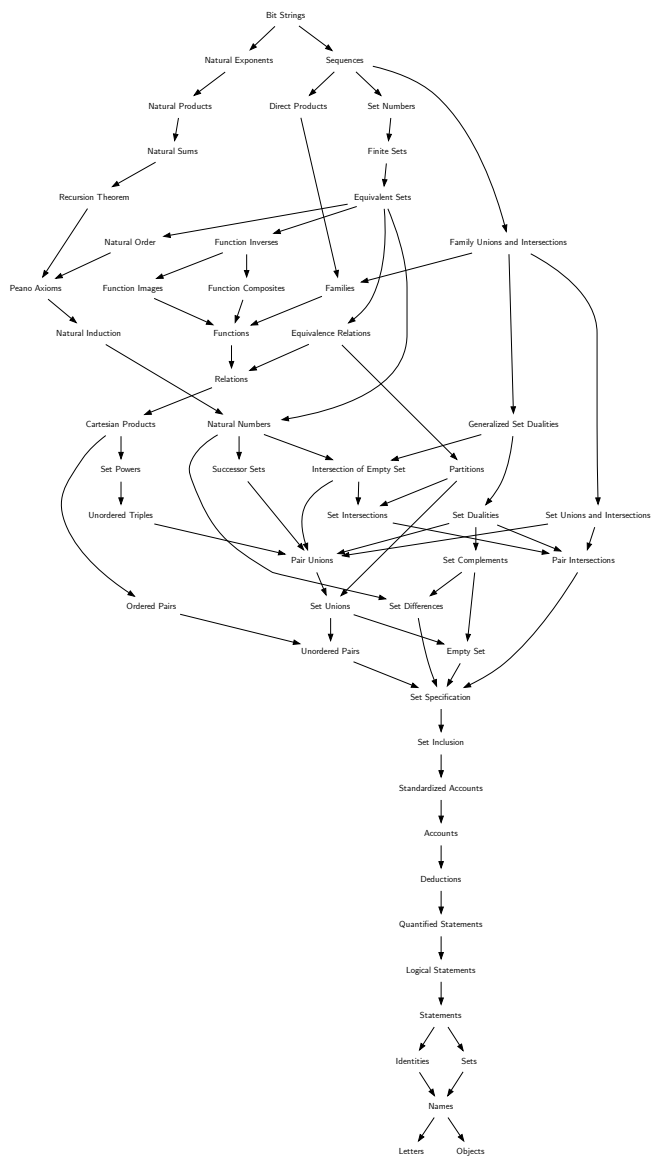 Bit Strings
Natural Exponents
Sequences
Natural Products
Direct Products
Set Numbers
Natural Sums
Finite Sets
Recursion Theorem
Equivalent Sets
Natural Order
Function Inverses
Family Unions and Intersections
Peano Axioms
Function Images
Function Composites
Families
Natural Induction
Functions
Equivalence Relations
Relations
Cartesian Products
Natural Numbers
Generalized Set Dualities
Set Powers
Successor Sets
Intersection of Empty Set
Partitions
Unordered Triples
Set Intersections
Set Dualities
Set Unions and Intersections
Pair Unions
Set Complements
Pair Intersections
Ordered Pairs
Set Unions
Set Differences
Unordered Pairs
Empty Set
Set Specification
Set Inclusion
Standardized Accounts
Accounts
Deductions
Quantified Statements
Logical Statements
Statements
Identities
Sets
Names
Letters
Objects